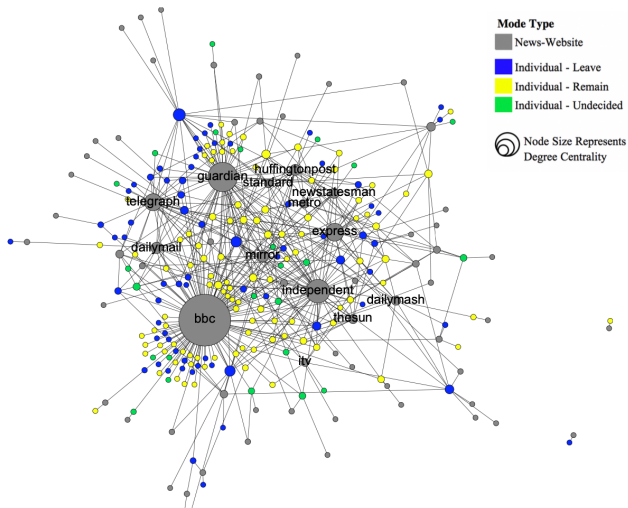 Mode Type
News-Website
Individual - Leave
Individual - Remain
Individual - Undecided
Node Size Represents
Degree Centrality
huffingtonpost
guardian
standard
newstatesman
telegraph
metro
express
dailymail
mirror
independent
dailymash
bbc
thesun
itv